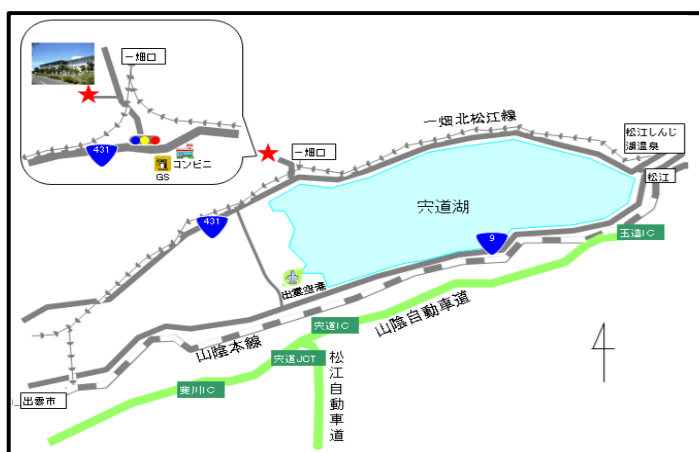 一畑口
431
コンビニ
GS
一畑北松江線
松江しんじ
湖温泉
一畑口
松江
宍道湖
431
9
玉造IC
出雲空港
宍道IC
山陰自動車道
山陰本線
宍道JCT
松江自動車道
斐川IC
出雲市